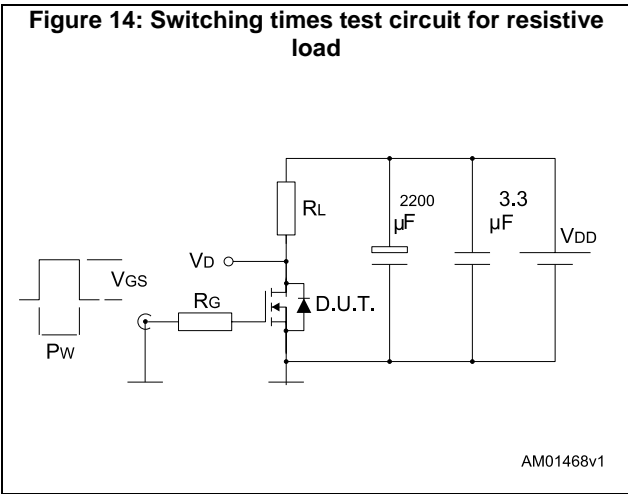 Figure 14: Switching times test circuit for resistive
load
2200
µF
3.3
µF
RL
VDD
VD
VGS
RG
D.U.T.
PW
AM01468v1